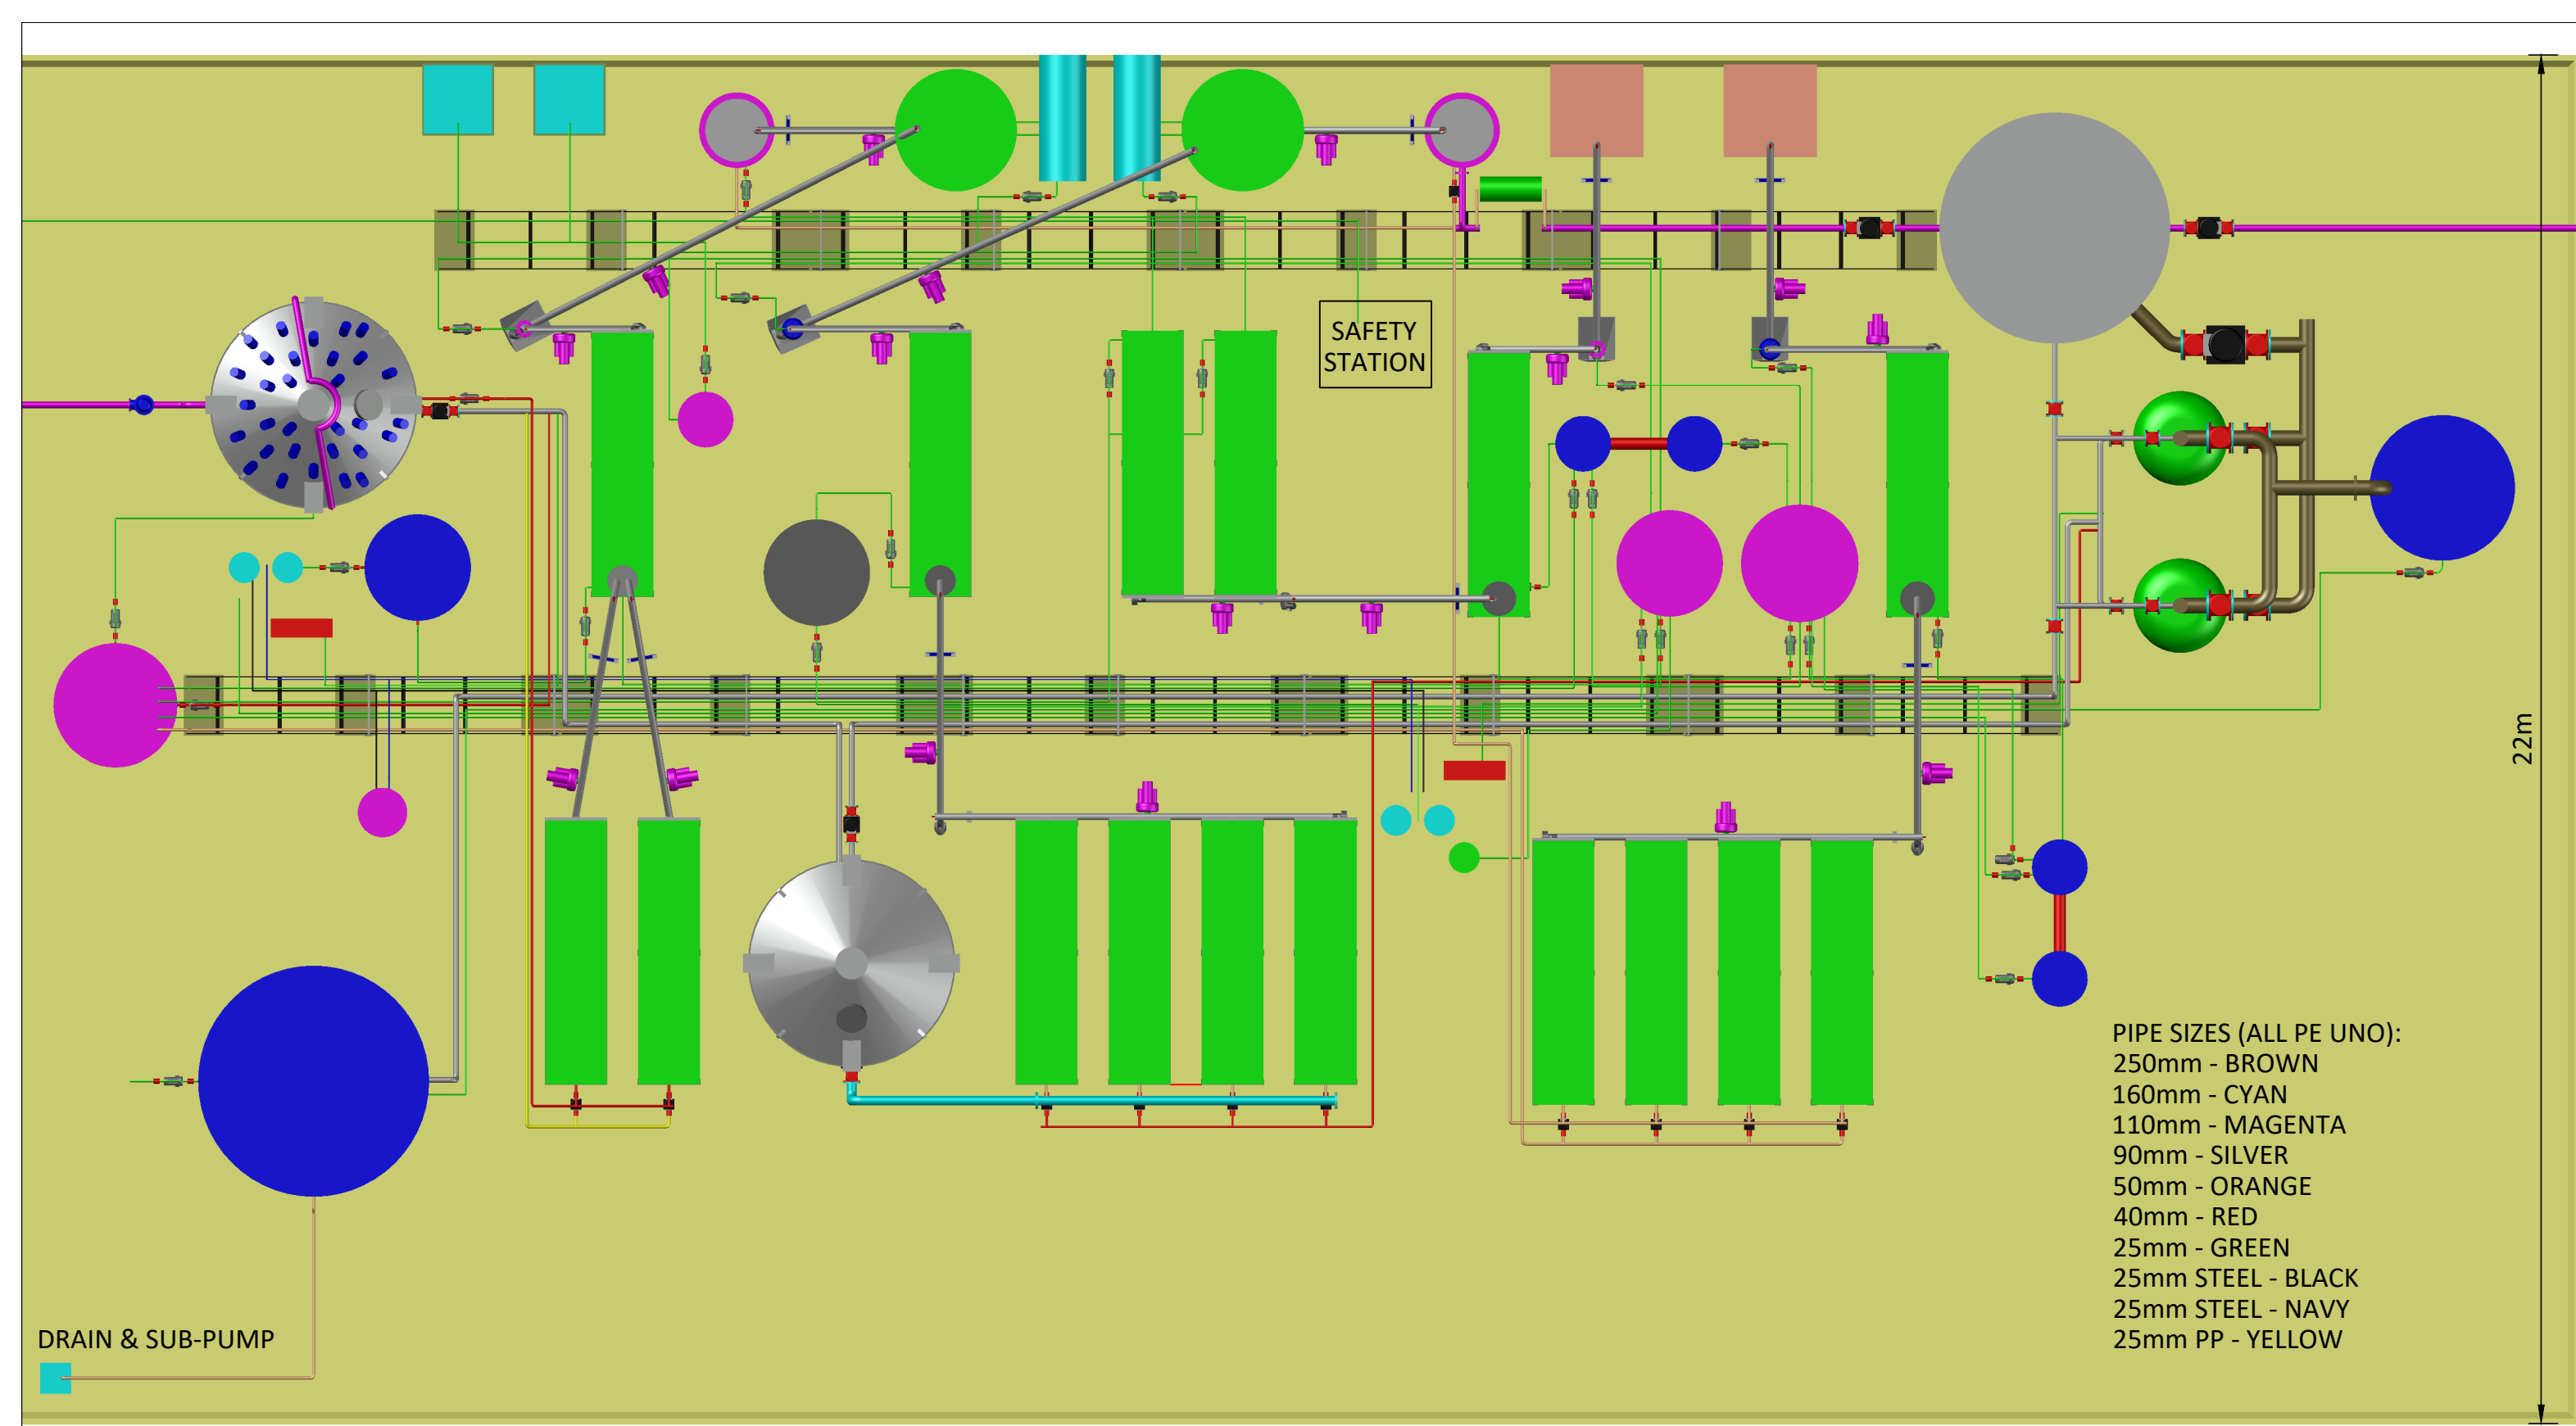 SAFETY
STATION
22m
PIPE SIZES (ALL PE UNO):
250mm - BROWN
160mm - CYAN
110mm - MAGENTA
90mm - SILVER
50mm - ORANGE
40mm - RED
25mm - GREEN
25mm STEEL - BLACK
25mm STEEL - NAVY
25mm PP - YELLOW
DRAIN & SUB-PUMP